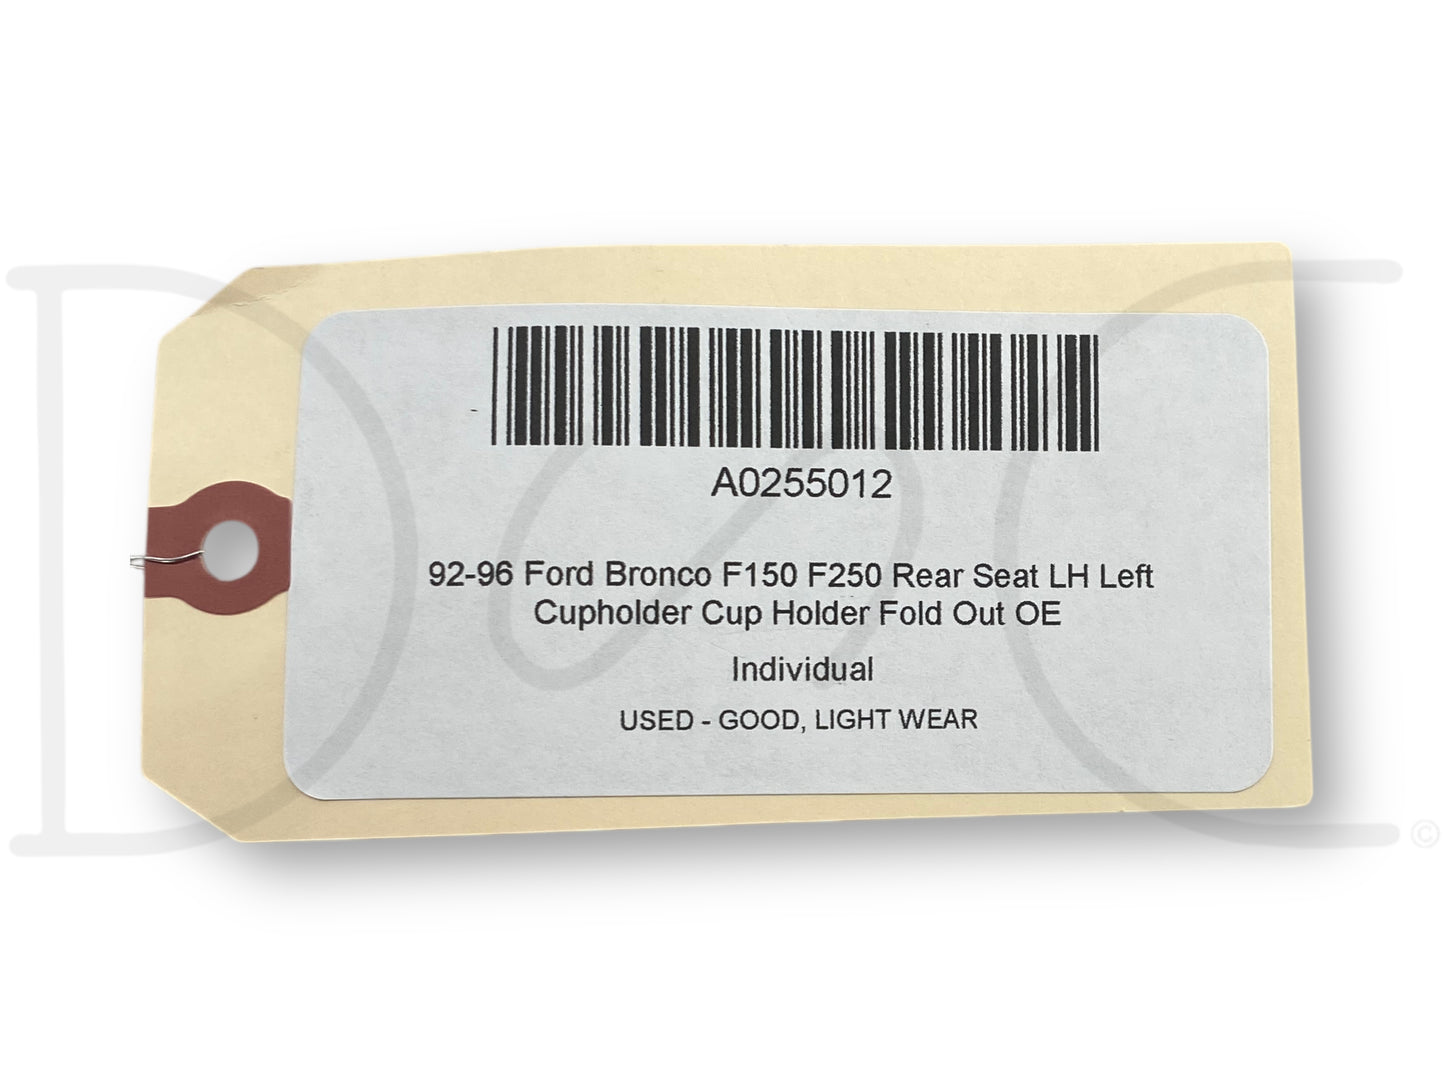 A0255012
92-96 Ford Bronco F150 F250 Rear Seat LH Left
Cupholder Cup Holder Fold Out OE
Individual
USED - GOOD, LIGHT WEAR
©